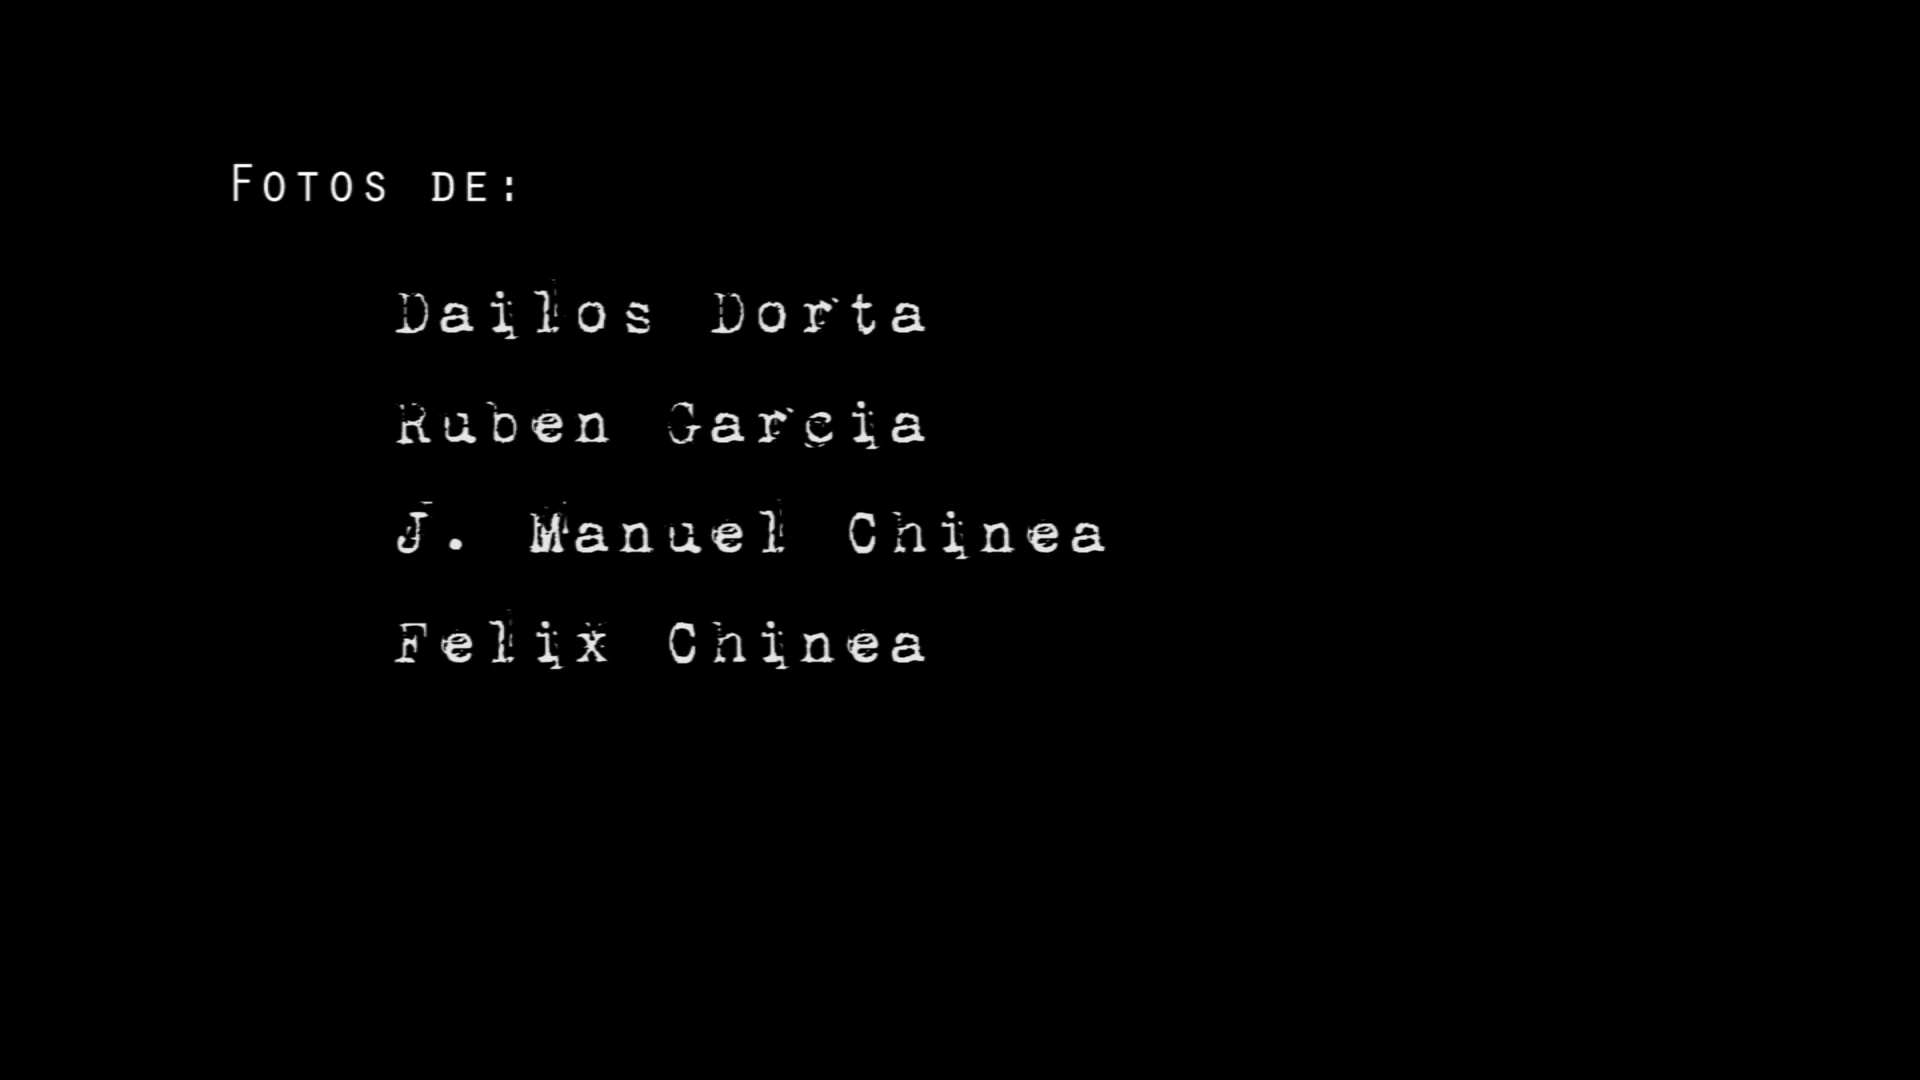 Fotos de:
Dailos Dorta
Ruben Garcia
J. Manuel Chinea
Felix Chinea